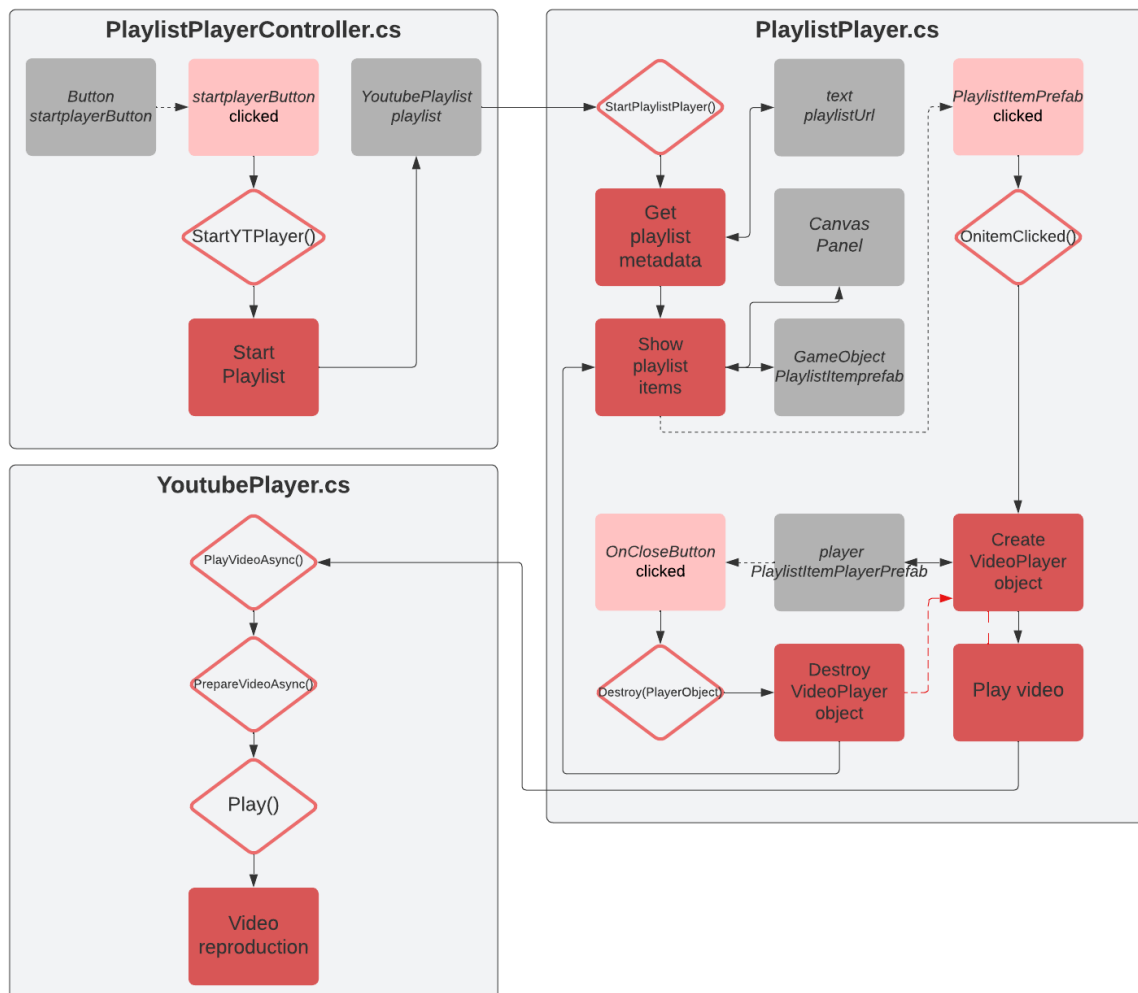 PlaylistPlayerController.cs
Button
startplayerButton
startplayerButton
clicked
YoutubePlaylist
playlist
StartYTPlayer()
Start
Playlist
PlaylistPlayer.cs
StartPlaylistPlayer()
text
playlistUrl
PlaylistItemPrefab
clicked
Get
playlist
metadata
Canvas
Panel
OnitemClicked()
Show
playlist
items
GameObject
PlaylistItemprefab
OnCloseButton
clicked
player
PlaylistItemPlayerPrefab
Create
VideoPlayer
object
Destroy(PlayerObject)
Destroy
VideoPlayer
object
Play video
YoutubePlayer.cs
PlayVideoAsync()
PrepareVideoAsync()
Play()
Video
reproduction